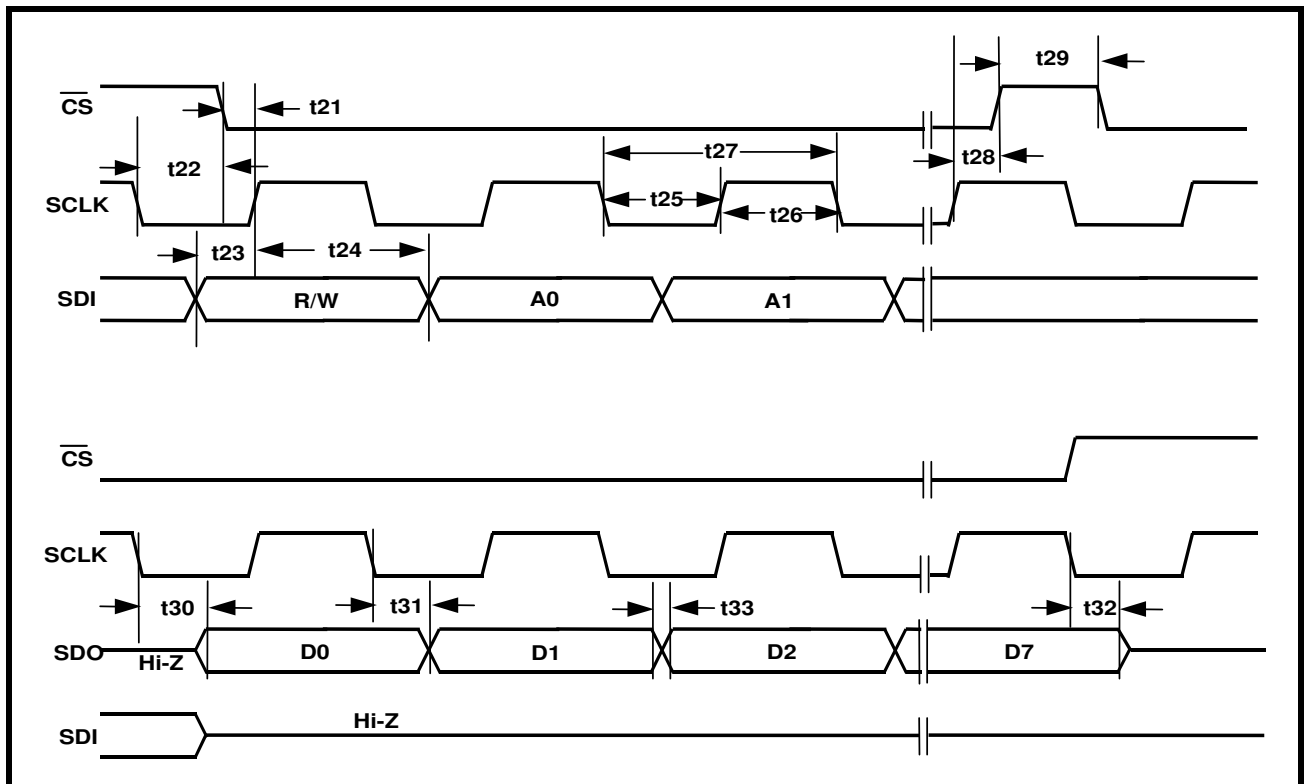 t29
CS
t21
t28
t22
t27
SCLK
t25
t26
t23
t24
SDI
R/W
A0
A1
CS
SCLK
t30
t31
t33
t32
SDO
Hi-Z
D0
D1
D2
D7
Hi-Z
SDI